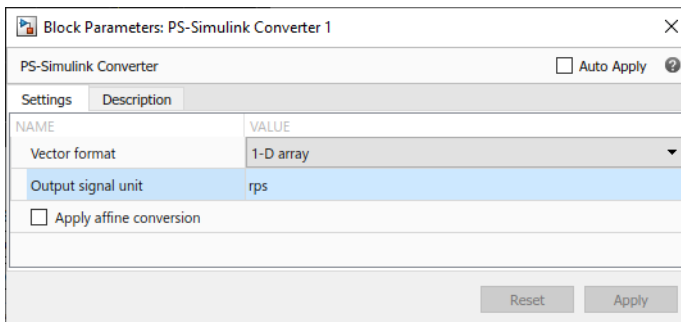 Block Parameters: PS-Simulink Converter 1
PS-Simulink Converter
Auto Apply
Settings Description
NAME VALUE
Vector format 1-D array
Output signal unit rps
Apply affine conversion
Reset Apply